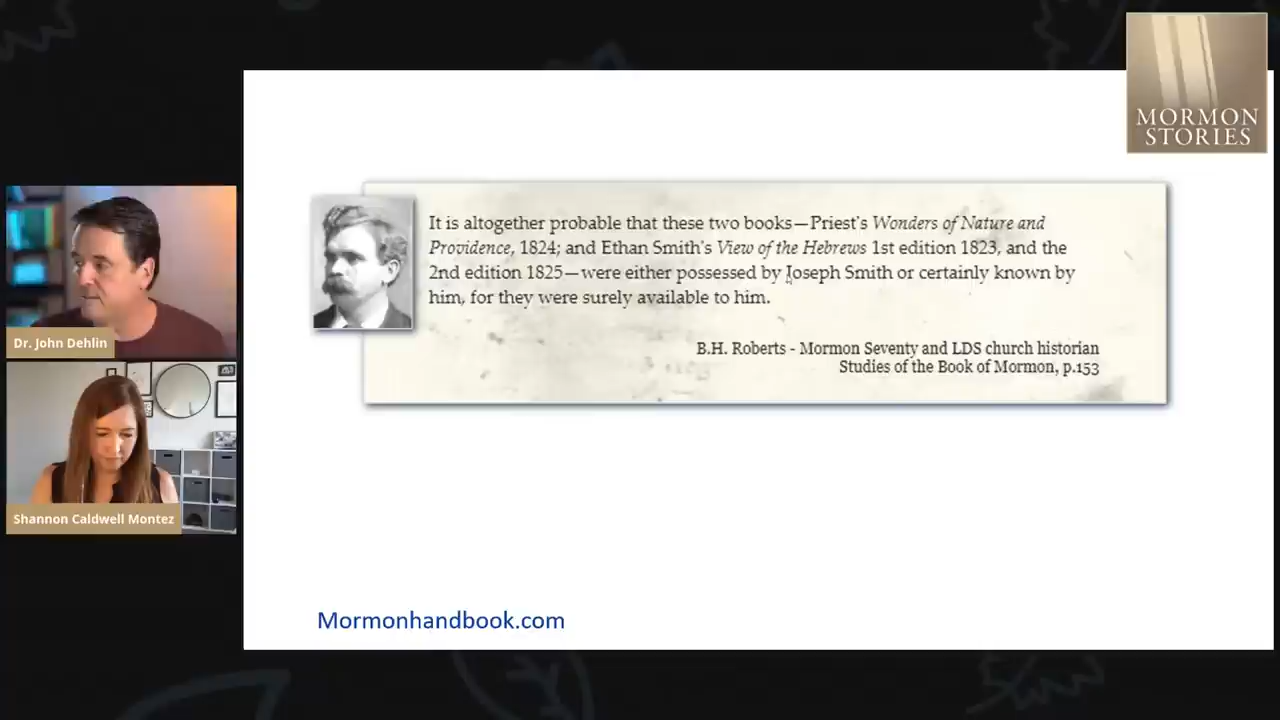 MORMON
STORIES
It is altogether probable that these two books—Priest's Wonders of Nature and
Providence, 1824; and Ethan Smith's View of the Hebrews 1st edition 1823, and the
2nd edition 1825—were either possessed by Joseph Smith or certainly known by
him, for they were surely available to him.
B.H. Roberts - Mormon Seventy and LDS church historian
Studies of the Book of Mormon, p.153
Dr. John Dehlin
Shannon Caldwell Montez
Mormonhandbook.com